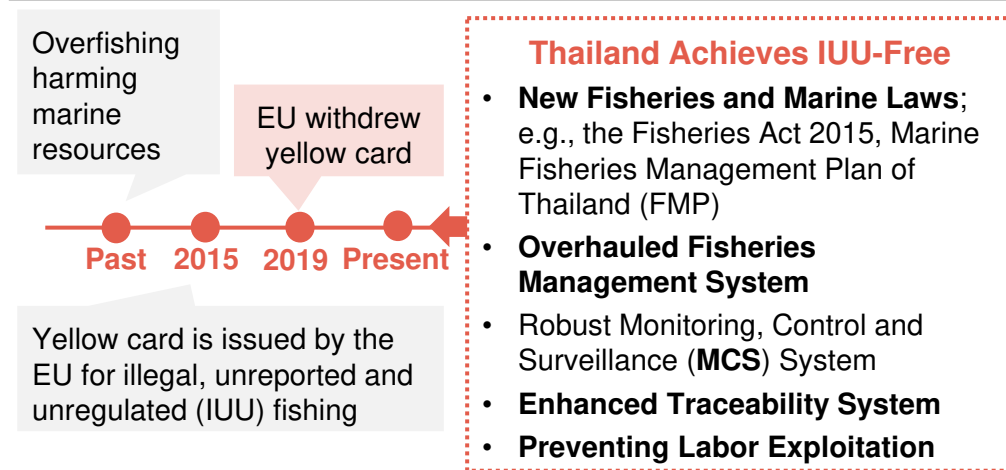 Overfishing
harming
marine
resources
EU withdrew
yellow card
Past 2015 2019 Present
Yellow card is issued by the
EU for illegal, unreported and
unregulated (IUU) fishing
Thailand Achieves IUU-Free
• New Fisheries and Marine Laws;
e.g., the Fisheries Act 2015, Marine
Fisheries Management Plan of
Thailand (FMP)
• Overhauled Fisheries
Management System
• Robust Monitoring, Control and
Surveillance (MCS) System
• Enhanced Traceability System
• Preventing Labor Exploitation